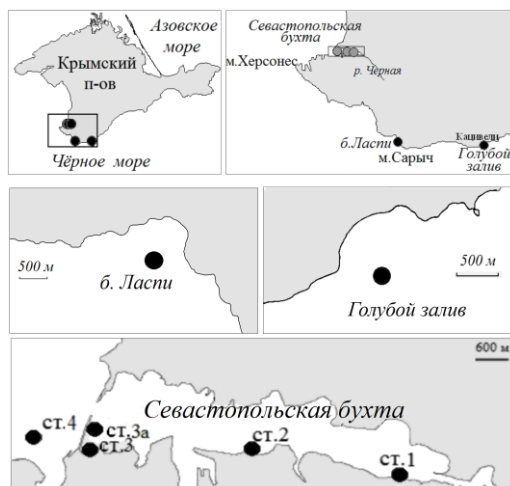 Азовское
море
Крымский
п-ов
Чёрное море
Севастопольская
бухта
м.Херсонес
р. Чёрная
б.Ласпи
м.Сарыч
Кацивели
Голубой
залив
500 м
б. Ласпи
500 м
Голубой залив
600 м
Севастопольская бухта
ст.4
ст.3а
ст.3
ст.2
ст.1